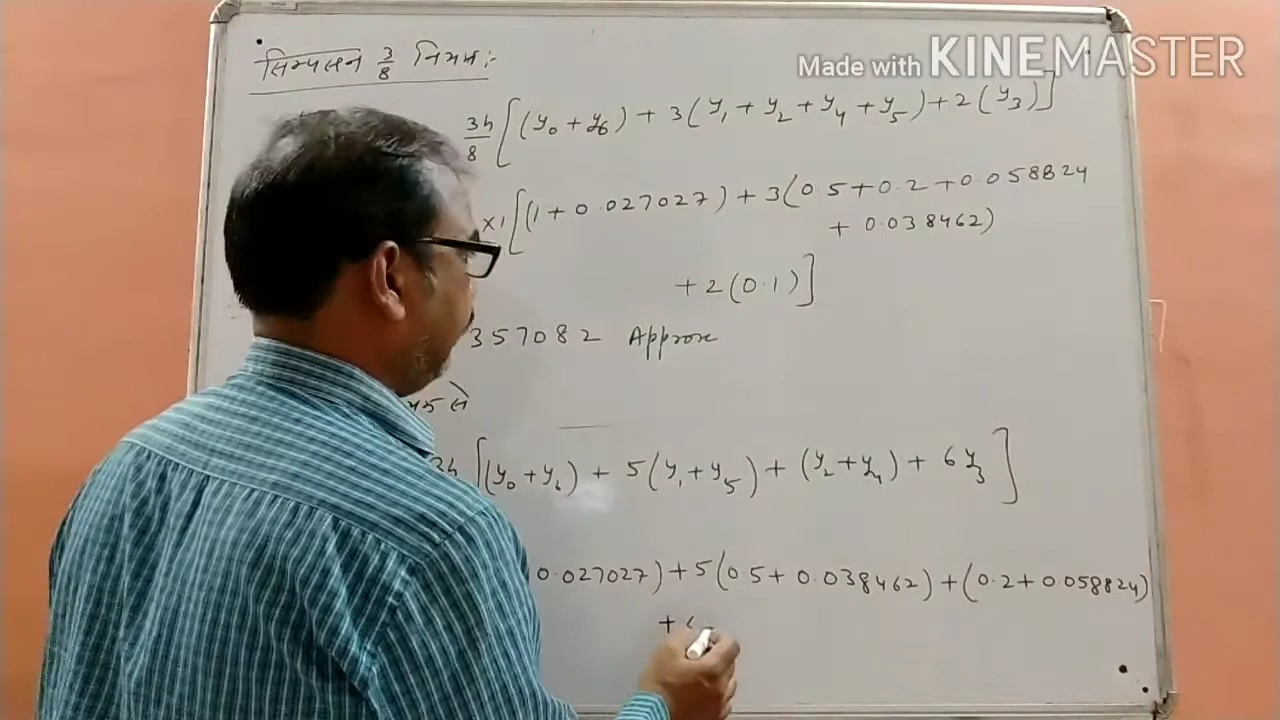 Made with KINEMASTER
सिम्पसन 3/8 नियम:-
3h/8 [(y₀ + y₆) + 3(y₁ + y₂ + y₄ + y₅) + 2(y₃)]
×1[(1 + 0.027027) + 3(0.5 + 0.2 + 0.058824
+ 0.038462)
+ 2(0.1)]
357082 Approx
से
3h [(y₀ + y₆) + 5(y₁ + y₅) + (y₂ + y₄) + 6y₃]
0.027027) + 5(0.5 + 0.038462) + (0.2 + 0.058824)
+